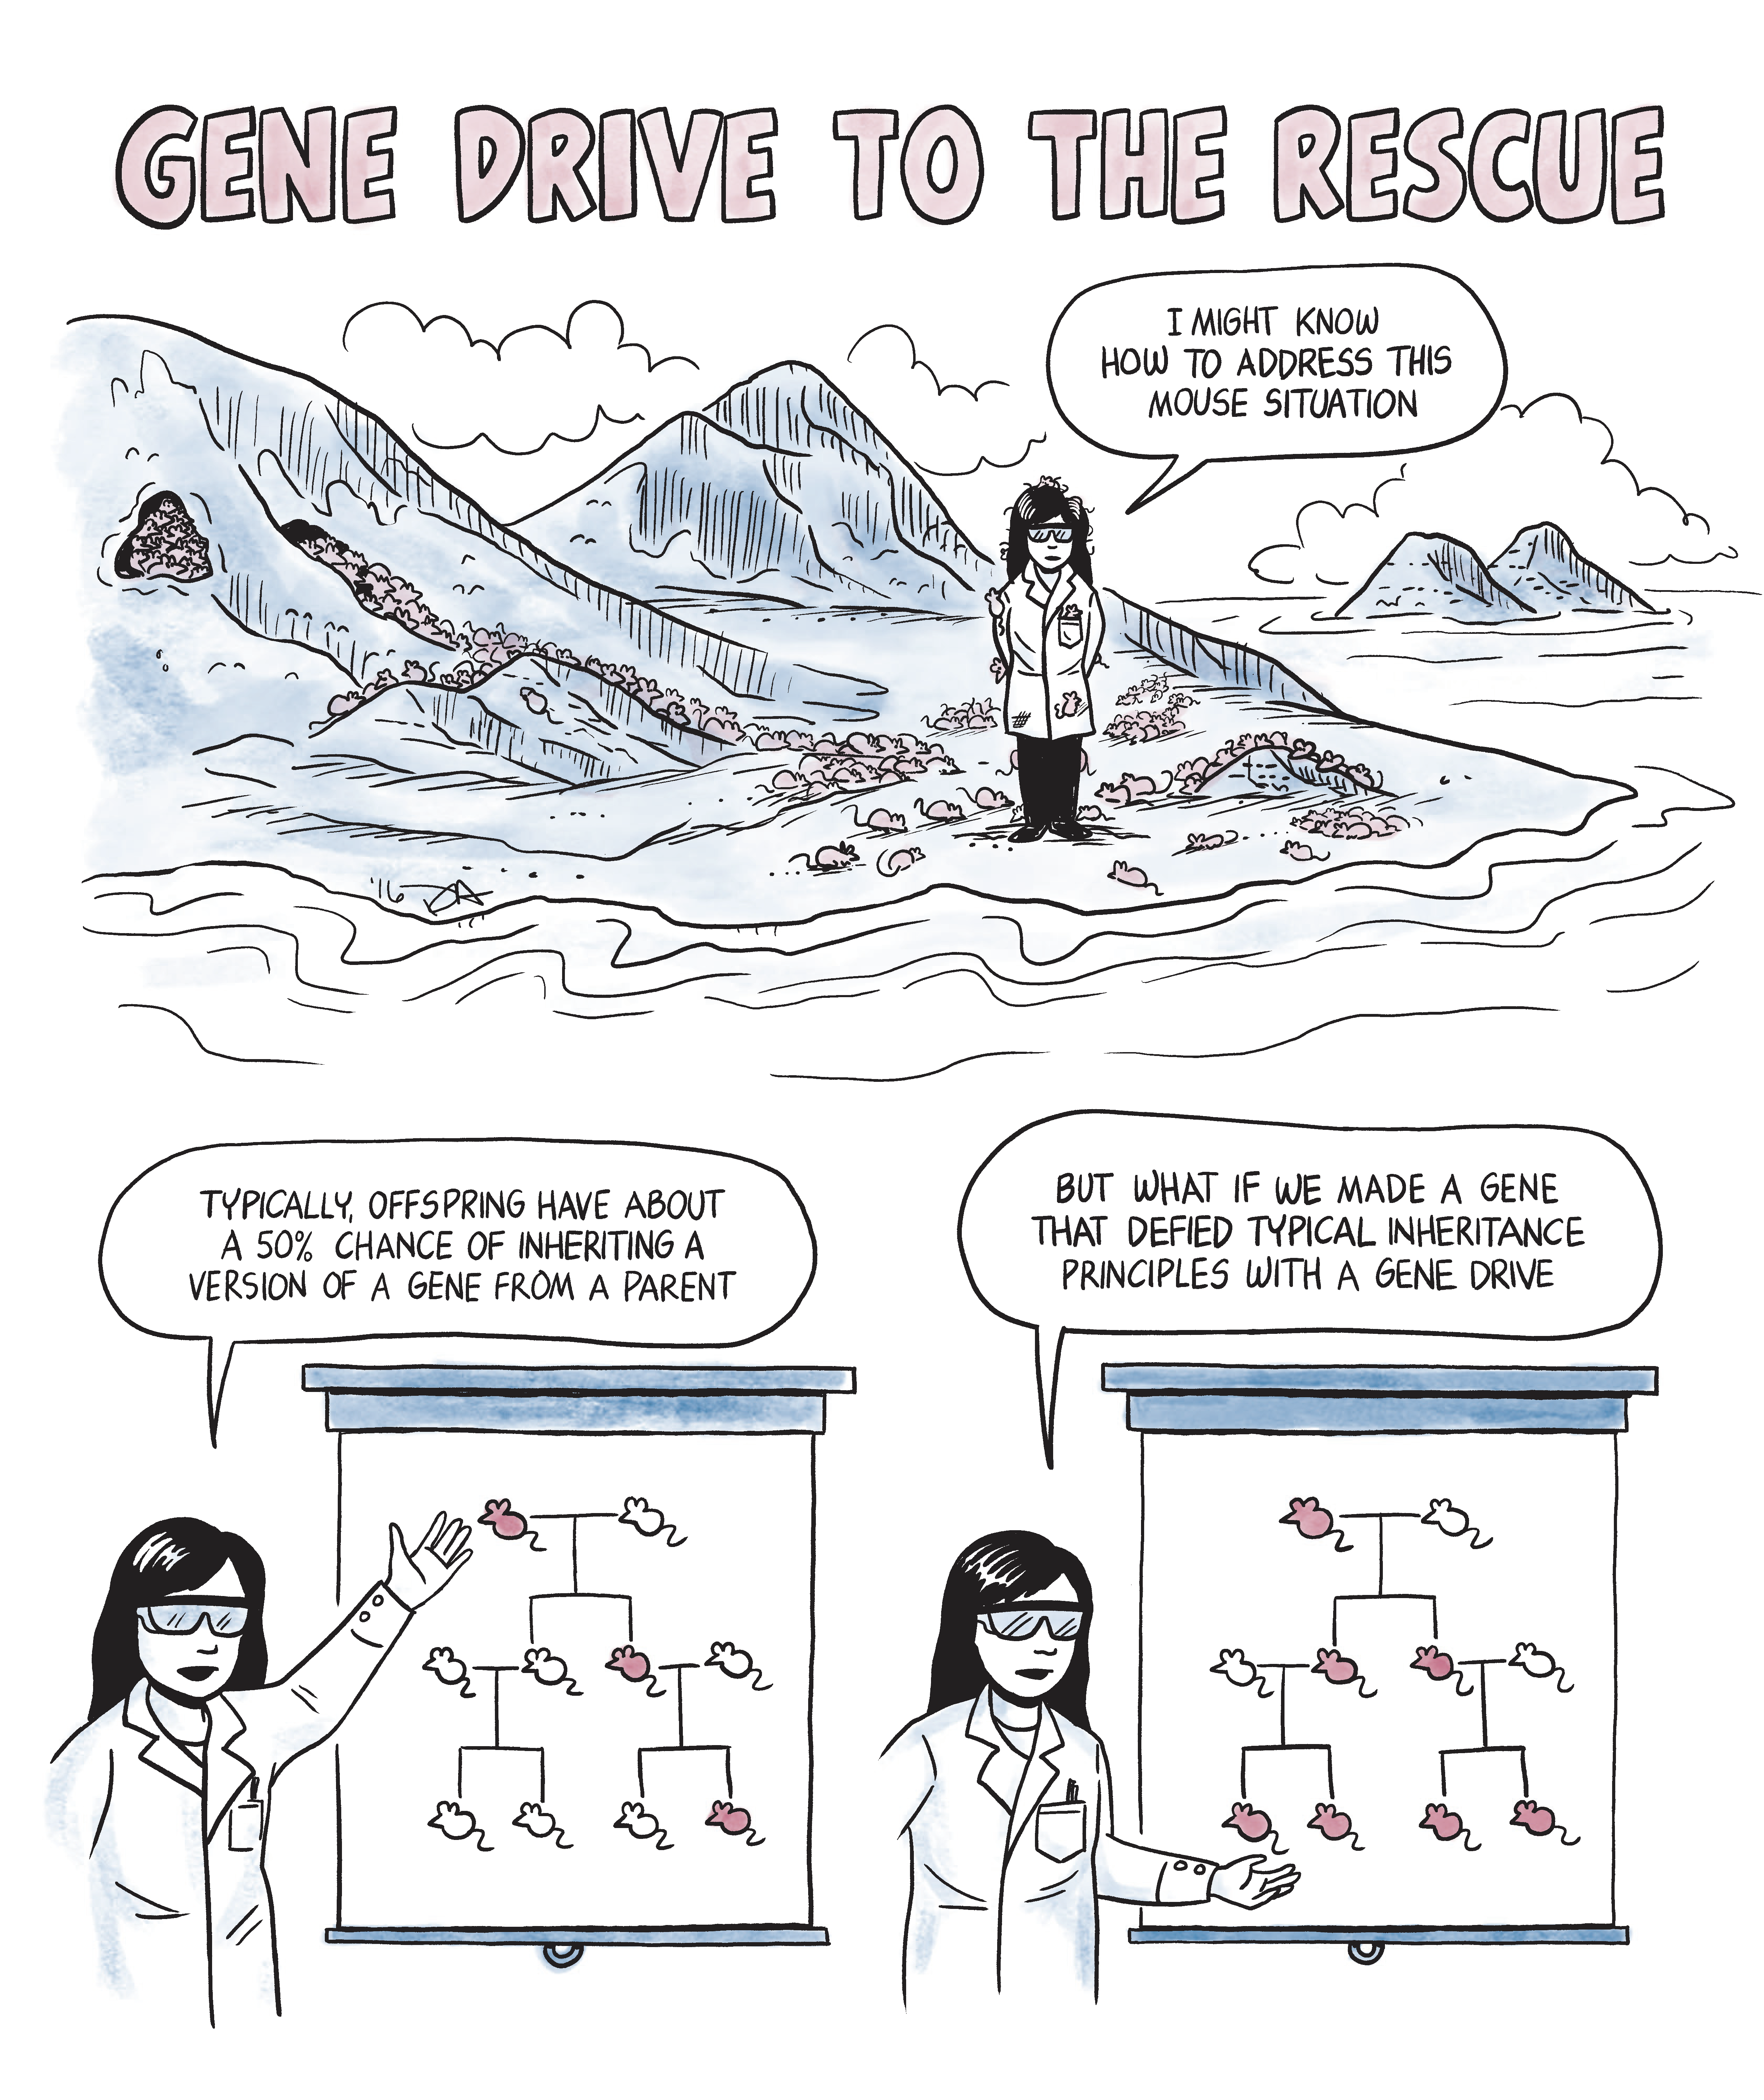 GENE DRIVE TO THE RESCUE
I MIGHT KNOW
HOW TO ADDRESS THIS
MOUSE SITUATION
'16
TYPICALLY, OFFSPRING HAVE ABOUT
A 50% CHANCE OF INHERITING A
VERSION OF A GENE FROM A PARENT
BUT WHAT IF WE MADE A GENE
THAT DEFIED TYPICAL INHERITANCE
PRINCIPLES WITH A GENE DRIVE